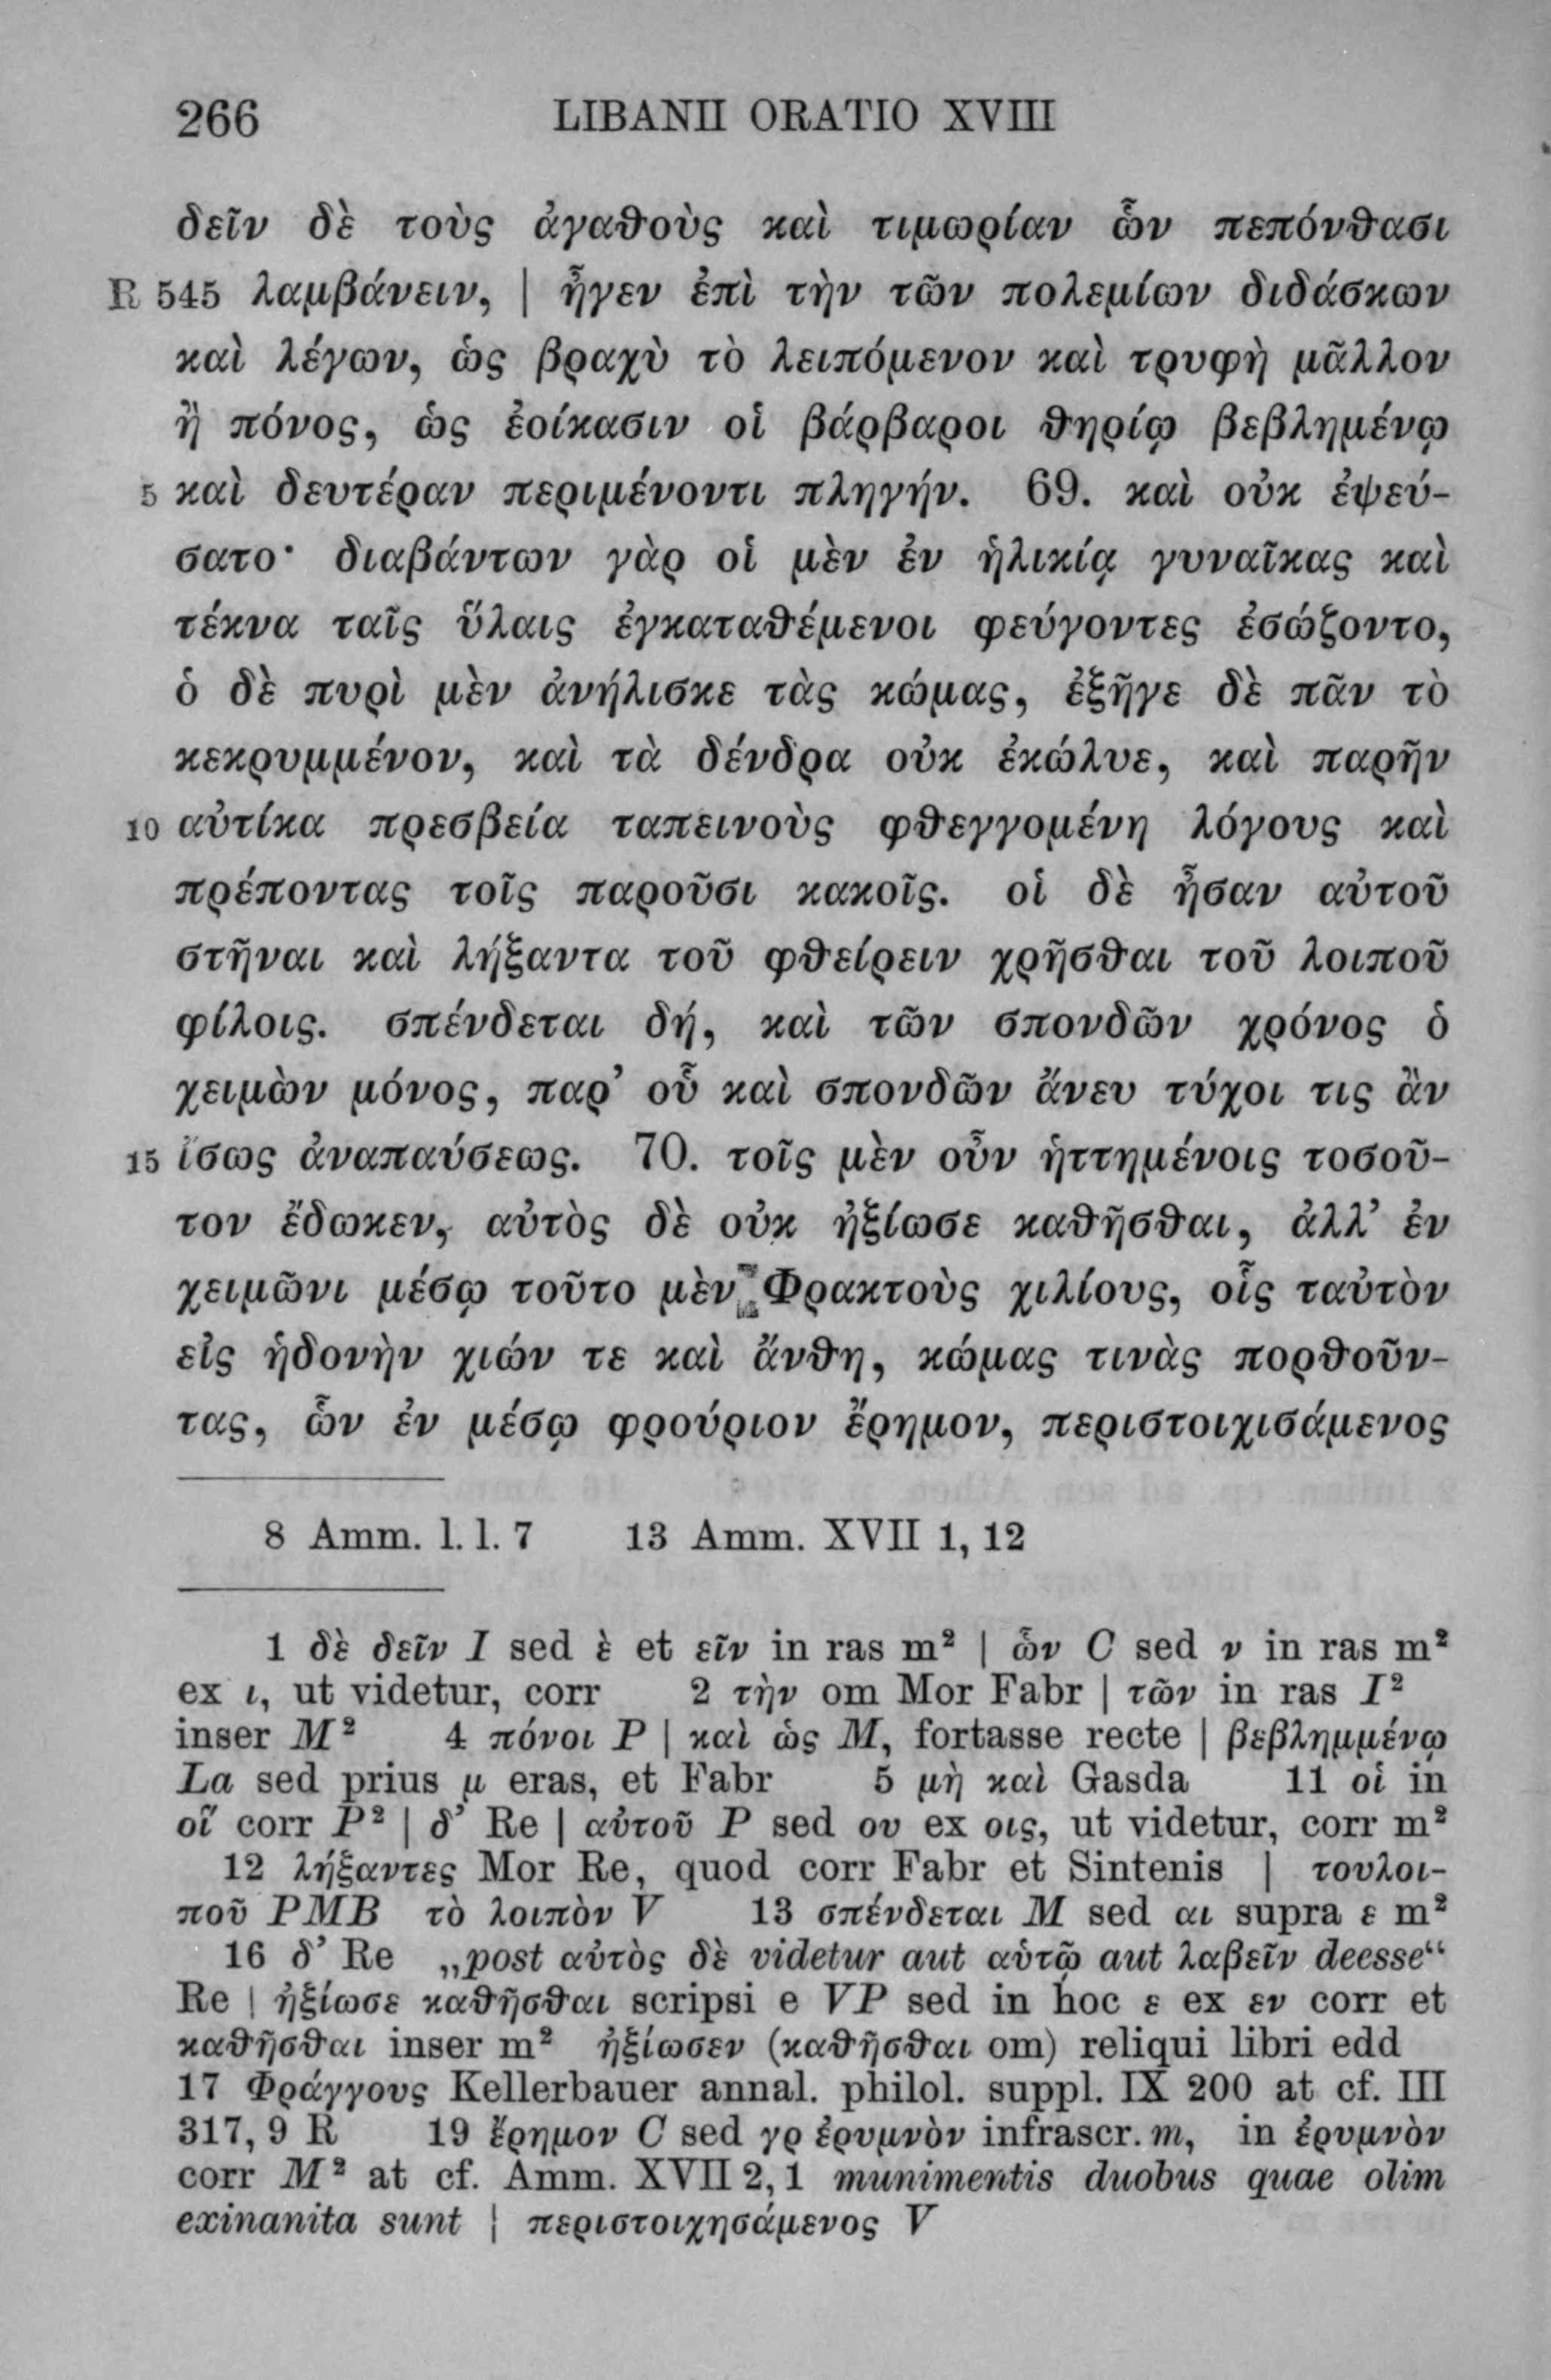 266 LIBANII ORATIO XVIII
δεῖν δὲ τοὺς ἀγαθοὺς καὶ τιμωρίαν ὧν πεπόνθασι
R 545 λαμβάνειν, | ἦγεν ἐπὶ τὴν τῶν πολεμίων διδάσκων
καὶ λέγων, ὡς βραχὺ τὸ λειπόμενον καὶ τρυφὴ μᾶλλον
ἢ πόνος, ὡς ἐοίκασιν οἱ βάρβαροι θηρίῳ βεβλημένῳ
5 καὶ δευτέραν περιμένοντι πληγήν. 69. καὶ οὐκ ἐψεύ-
σατο· διαβάντων γὰρ οἱ μὲν ἐν ἡλικίᾳ γυναῖκας καὶ
τέκνα ταῖς ὕλαις ἐγκαταθέμενοι φεύγοντες ἐσώζοντο,
ὁ δὲ πυρὶ μὲν ἀνήλισκε τὰς κώμας, ἐξῆγε δὲ πᾶν τὸ
κεκρυμμένον, καὶ τὰ δένδρα οὐκ ἐκώλυε, καὶ παρῆν
10 αὐτίκα πρεσβεία ταπεινοὺς φθεγγομένη λόγους καὶ
πρέποντας τοῖς παροῦσι κακοῖς. οἱ δὲ ἦσαν αὐτοῦ
στῆναι καὶ λήξαντα τοῦ φθείρειν χρῆσθαι τοῦ λοιποῦ
φίλοις. σπένδεται δή, καὶ τῶν σπονδῶν χρόνος ὁ
χειμὼν μόνος, παρ’ οὗ καὶ σπονδῶν ἄνευ τύχοι τις ἂν
15 ἴσως ἀναπαύσεως. 70. τοῖς μὲν οὖν ἡττημένοις τοσοῦ-
τον ἔδωκεν, αὐτὸς δὲ οὐκ ἠξίωσε καθῆσθαι, ἀλλ’ ἐν
χειμῶνι μέσῳ τοῦτο μὲν Φρακτοὺς χιλίους, οἷς ταὐτὸν
εἰς ἡδονὴν χιών τε καὶ ἄνθη, κώμας τινὰς πορθοῦν-
τας, ὧν ἐν μέσῳ φρούριον ἔρημον, περιστοιχισάμενος
8 Amm. l. l. 7 13 Amm. XVII 1, 12
1 δὲ δεῖν I sed ὲ et εῖν in ras m² | ὧν C sed ν in ras m²
ex ι, ut videtur, corr 2 τὴν om Mor Fabr | τῶν in ras I²
inser M² 4 πόνοι P | καὶ ὡς M, fortasse recte | βεβλημμένῳ
La sed prius μ eras, et Fabr 5 μὴ καὶ Gasda 11 οἱ in
οἵ corr P² | δ’ Re | αὐτοῦ P sed ου ex οις, ut videtur, corr m²
12 λήξαντες Mor Re, quod corr Fabr et Sintenis | τουλοι-
ποῦ PMB τὸ λοιπὸν V 13 σπένδεται M sed αι supra ε m²
16 δ’ Re „post αὐτὸς δὲ videtur aut αὑτῷ aut λαβεῖν deesse“
Re | ἠξίωσε καθῆσθαι scripsi e VP sed in hoc ε ex εν corr et
καθῆσθαι inser m² ἠξίωσεν (καθῆσθαι om) reliqui libri edd
17 Φράγγους Kellerbauer annal. philol. suppl. IX 200 at cf. III
317, 9 R 19 ἔρημον C sed γρ ἐρυμνὸν infrascr. m, in ἐρυμνὸν
corr M² at cf. Amm. XVII 2, 1 munimentis duobus quae olim
exinanita sunt | περιστοιχησάμενος V